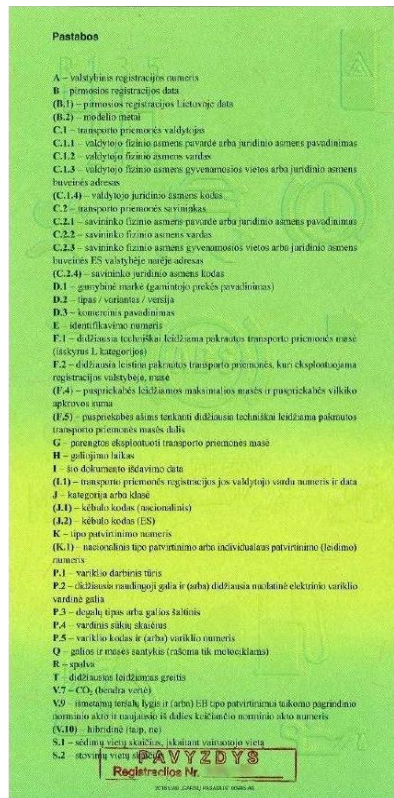 Pastabos
A – valstybinis registracijos numeris
B – pirmosios registracijos data
(B.1) – pirmosios registracijos Lietuvoje data
(B.2) – modelio metai
C.1 – transporto priemonės valdytojas
C.1.1 – valdytojo fizinio asmens pavardė arba juridinio asmens pavadinimas
C.1.2 – valdytojo fizinio asmens vardas
C.1.3 – valdytojo fizinio asmens gyvenamosios vietos arba juridinio asmens
buveinės adresas
(C.1.4) – valdytojo juridinio asmens kodas
C.2 – transporto priemonės savininkas
C.2.1 – savininko fizinio asmens pavardė arba juridinio asmens pavadinimas
C.2.2 – savininko fizinio asmens vardas
C.2.3 – savininko fizinio asmens gyvenamosios vietos arba juridinio asmens
buveinės ES valstybėje narėje adresas
(C.2.4) – savininko juridinio asmens kodas
D.1 – gamybinė markė (gamintojo prekės pavadinimas)
D.2 – tipas / variantas / versija
D.3 – komercinis pavadinimas
E – identifikavimo numeris
F.1 – didžiausia techniškai leidžiama pakrautos transporto priemonės masė
(išskyrus L kategorijos)
F.2 – didžiausia leistina pakrautos transporto priemonės, kuri eksploatuojama
registracijos valstybėje, masė
(F.4) – puspriekabės leidžiamos maksimalios masės ir puspriekabės vilkiko
apkrovos suma
(F.5) – puspriekabės ašims tenkanti didžiausia techniškai leidžiama pakrautos
transporto priemonės masės dalis
G – parengtos eksploatuoti transporto priemonės masė
H – galiojimo laikas
I – šio dokumento išdavimo data
(I.1) – transporto priemonės registracijos jos valdytojo vardu numeris ir data
J – kategorija arba klasė
(J.1) – kėbulo kodas (nacionalinis)
(J.2) – kėbulo kodas (ES)
K – tipo patvirtinimo numeris
(K.1) – nacionalinis tipo patvirtinimo arba individualaus patvirtinimo (leidimo)
numeris
P.1 – variklio darbinis tūris
P.2 – didžiausia naudingoji galia ir (arba) didžiausia nuolatinė elektrinio variklio
vardinė galia
P.3 – degalų tipas arba galios šaltinis
P.4 – vardinis sūkių skaičius
P.5 – variklio kodas ir (arba) variklio numeris
Q – galios ir masės santykis (rašoma tik motociklams)
R – spalva
T – didžiausias leidžiamas greitis
V.7 – CO₂ (bendra vertė)
V.9 – išmetamų teršalų lygis ir (arba) EB tipo patvirtinimui taikomo pagrindinio
norminio akto ir naujausio iš dalies keičiančio norminio akto numeris
(V.10) – hibridinė (taip, ne)
S.1 – sėdimų vietų skaičius, įskaitant vairuotojo vietą
S.2 – stovimų vietų skaičius
PAVYZDYS
Registracijos Nr.